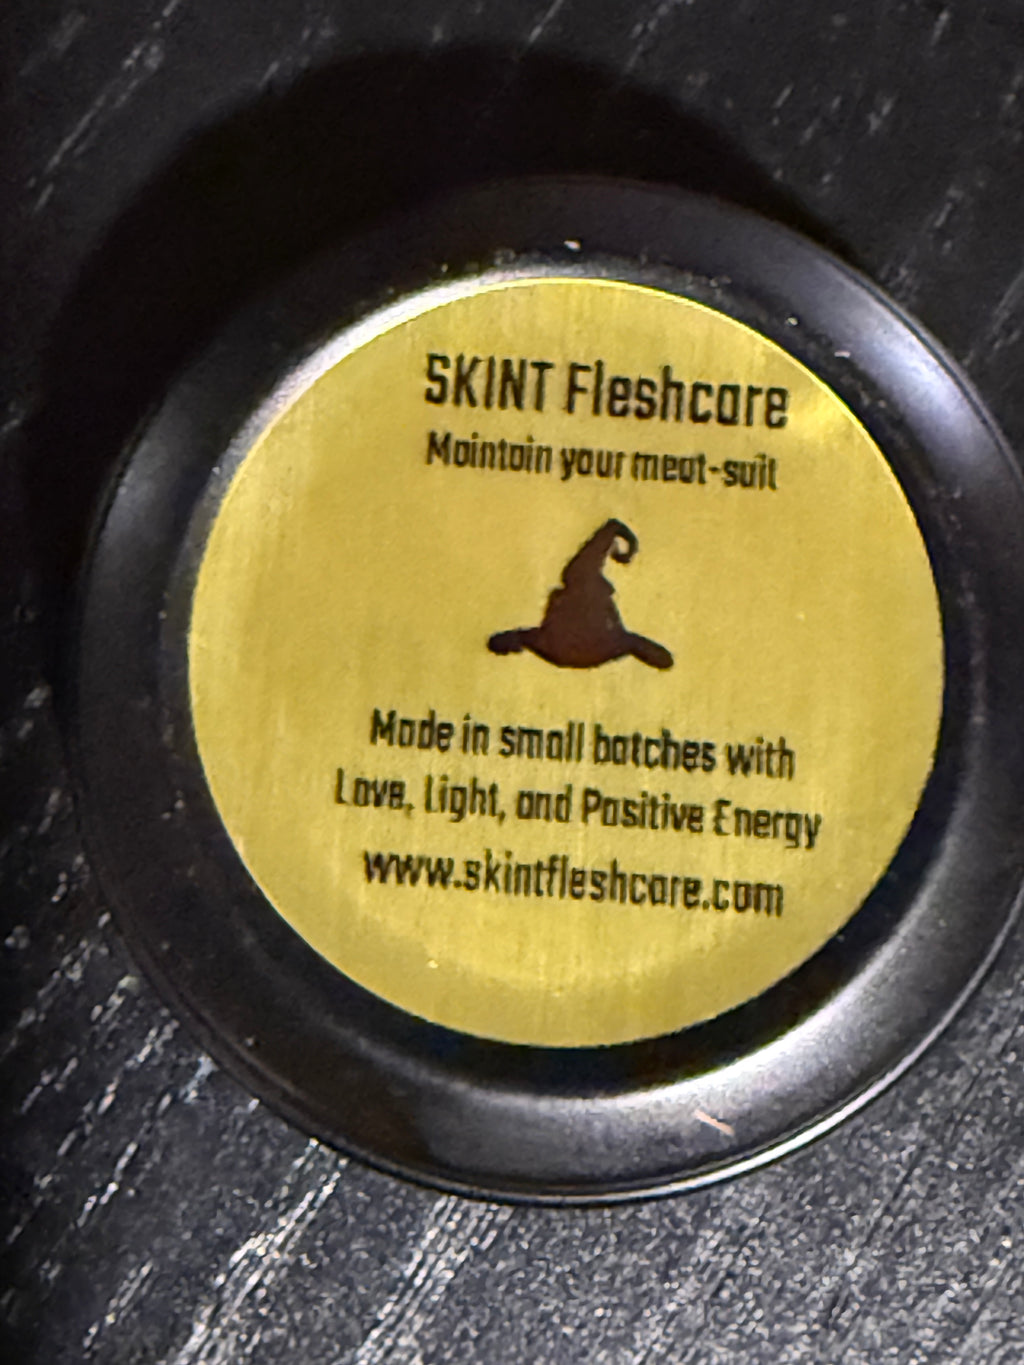 SKINT Fleshcare
Maintain your meat-suit
Made in small batches with
Love, Light, and Positive Energy
www.skintfleshcare.com